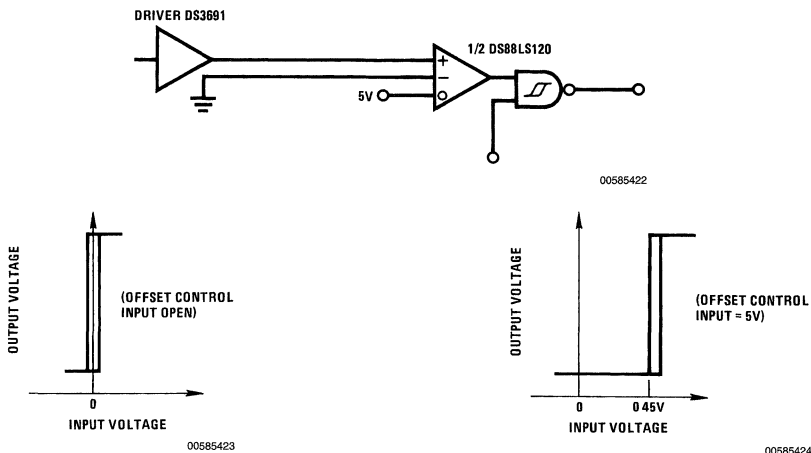 DRIVER DS3691
1/2 DS88LS120
+
−
5V
00585422
OUTPUT VOLTAGE
(OFFSET CONTROL
INPUT OPEN)
0
INPUT VOLTAGE
00585423
OUTPUT VOLTAGE
(OFFSET CONTROL
INPUT = 5V)
0
0 45V
INPUT VOLTAGE
00585424